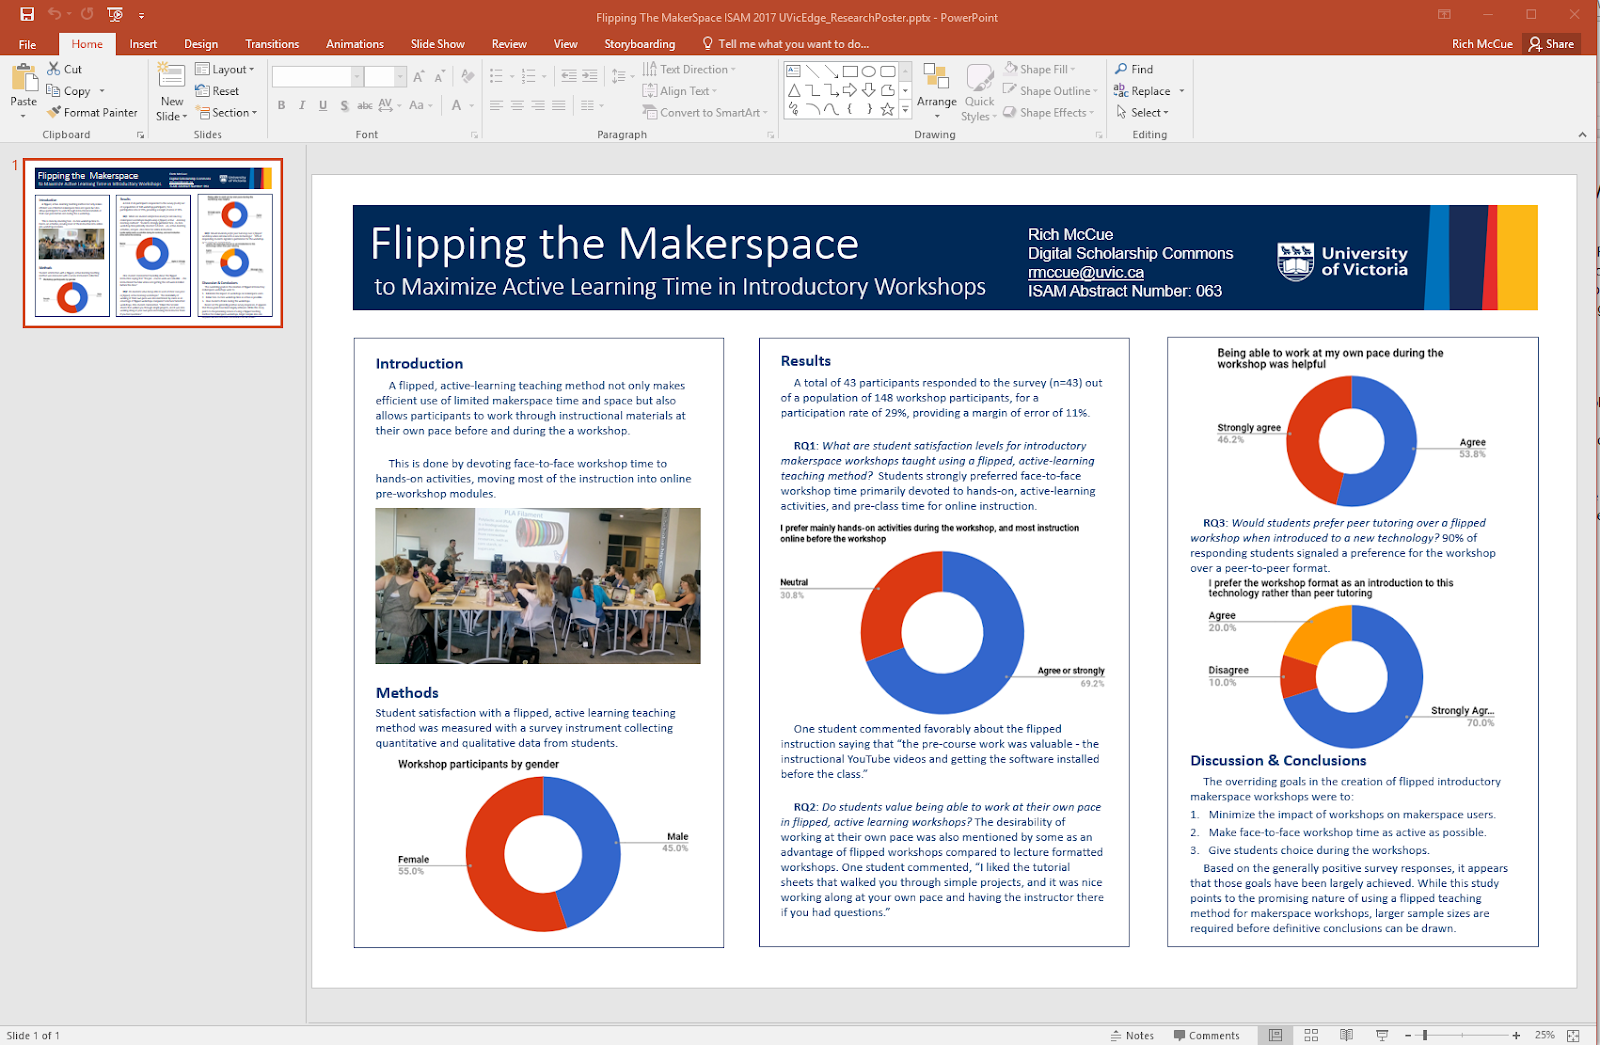 Flipping The MakerSpace ISAM 2017 UVicEdge_ResearchPoster.pptx - PowerPoint
File Home Insert Design Transitions Animations Slide Show Review View Storyboarding Tell me what you want to do... Rich McCue Share
Paste
Cut
Copy
Format Painter
Clipboard
New
Slide
Layout
Reset
Section
Slides
B I U S abc AV Aa A
Font
Text Direction
Align Text
Convert to SmartArt
Paragraph
Arrange
Quick
Styles
Shape Fill
Shape Outline
Shape Effects
Drawing
Find
Replace
Select
Editing
1
Flipping the Makerspace
to Maximize Active Learning Time in Introductory Workshops
Rich McCue
Digital Scholarship Commons
rmccue@uvic.ca
ISAM Abstract Number: 063
University
of Victoria
Introduction
A flipped, active-learning teaching method not only makes
efficient use of limited makerspace time and space but also
allows participants to work through instructional materials at
their own pace before and during the a workshop.
This is done by devoting face-to-face workshop time to
hands-on activities, moving most of the instruction into online
pre-workshop modules.
PLA Filament
Methods
Student satisfaction with a flipped, active learning teaching
method was measured with a survey instrument collecting
quantitative and qualitative data from students.
Workshop participants by gender
Male
45.0%
Female
55.0%
Results
A total of 43 participants responded to the survey (n=43) out
of a population of 148 workshop participants, for a
participation rate of 29%, providing a margin of error of 11%.
RQ1: What are student satisfaction levels for introductory
makerspace workshops taught using a flipped, active-learning
teaching method? Students strongly preferred face-to-face
workshop time primarily devoted to hands-on, active-learning
activities, and pre-class time for online instruction.
I prefer mainly hands-on activities during the workshop, and most instruction
online before the workshop
Neutral
30.8%
Agree or strongly
69.2%
One student commented favorably about the flipped
instruction saying that “the pre-course work was valuable - the
instructional YouTube videos and getting the software installed
before the class.”
RQ2: Do students value being able to work at their own pace
in flipped, active learning workshops? The desirability of
working at their own pace was also mentioned by some as an
advantage of flipped workshops compared to lecture formatted
workshops. One student commented, “I liked the tutorial
sheets that walked you through simple projects, and it was nice
working along at your own pace and having the instructor there
if you had questions.”
Being able to work at my own pace during the
workshop was helpful
Strongly agree
46.2%
Agree
53.8%
RQ3: Would students prefer peer tutoring over a flipped
workshop when introduced to a new technology? 90% of
responding students signaled a preference for the workshop
over a peer-to-peer format.
I prefer the workshop format as an introduction to this
technology rather than peer tutoring
Agree
20.0%
Disagree
10.0%
Strongly Agr...
70.0%
Discussion & Conclusions
The overriding goals in the creation of flipped introductory
makerspace workshops were to:
1. Minimize the impact of workshops on makerspace users.
2. Make face-to-face workshop time as active as possible.
3. Give students choice during the workshops.
Based on the generally positive survey responses, it appears
that those goals have been largely achieved. While this study
points to the promising nature of using a flipped teaching
method for makerspace workshops, larger sample sizes are
required before definitive conclusions can be drawn.
Slide 1 of 1
Notes
Comments
25%